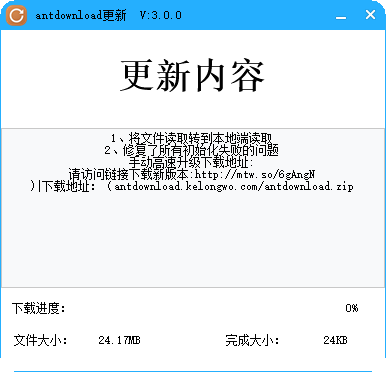 antdownload更新 V:3.0.0
更新内容
1、将文件读取转到本地端读取
2、修复了所有初始化失败的问题
手动高速升级下载地址:
请访问链接下载新版本:http://mtw.so/6gAngN
)|下载地址: (antdownload.kelongwo.com/antdownload.zip
下载进度: 0%
文件大小: 24.17MB 完成大小: 24KB